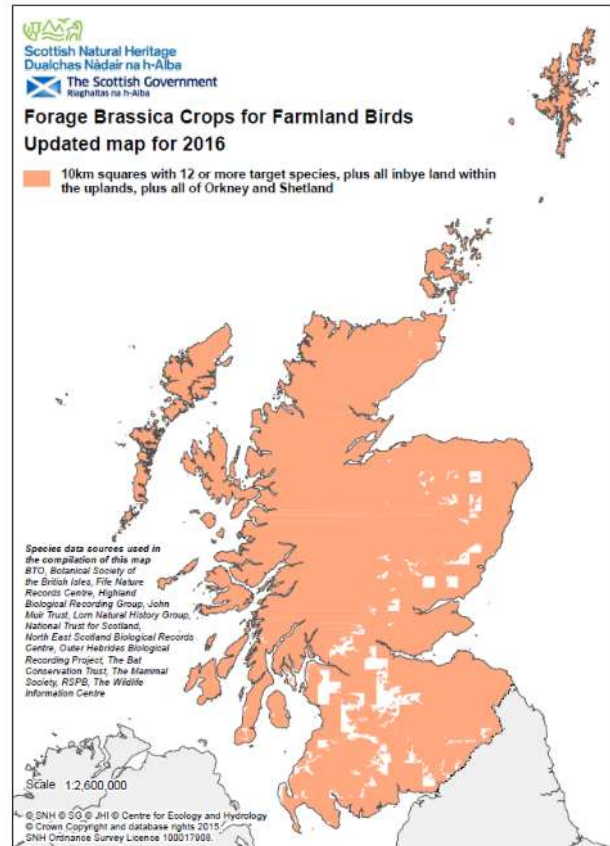 Scottish Natural Heritage
Dualchas Nàdair na h-Alba
The Scottish Government
Riaghaltas na h-Alba
Forage Brassica Crops for Farmland Birds
Updated map for 2016
10km squares with 12 or more target species, plus all inbye land within
the uplands, plus all of Orkney and Shetland
Species data sources used in
the compilation of this map
BTO, Botanical Society of
the British Isles, Fife Nature
Records Centre, Highland
Biological Recording Group, John
Muir Trust, Lorn Natural History Group,
National Trust for Scotland,
North East Scotland Biological Records
Centre, Outer Hebrides Biological
Recording Project, The Bat
Conservation Trust, The Mammal
Society, RSPB, The Wildlife
Information Centre
Scale 1:2,600,000
© SNH © SG © JHI © Centre for Ecology and Hydrology
© Crown Copyright and database rights 2015
SNH Ordnance Survey Licence 100017908.